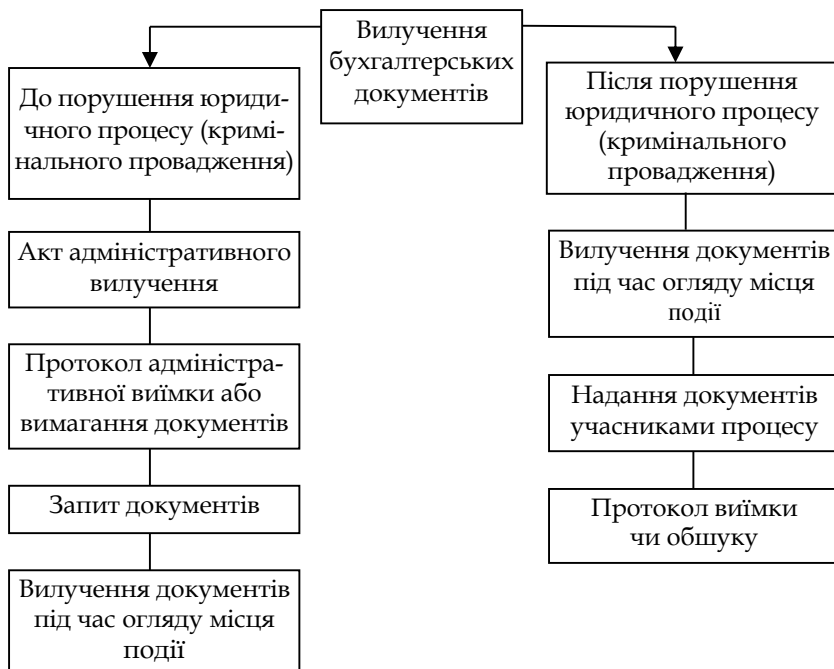 Вилучення
бухгалтерських
документів
До порушення юриди-
чного процесу (кримі-
нального провадження)
Акт адміністративного
вилучення
Протокол адміністра-
тивної виїмки або
вимагання документів
Запит документів
Вилучення документів
під час огляду місця
події
Після порушення
юридичного процесу
(кримінального
провадження)
Вилучення документів
під час огляду місця
події
Надання документів
учасниками процесу
Протокол виїмки
чи обшуку